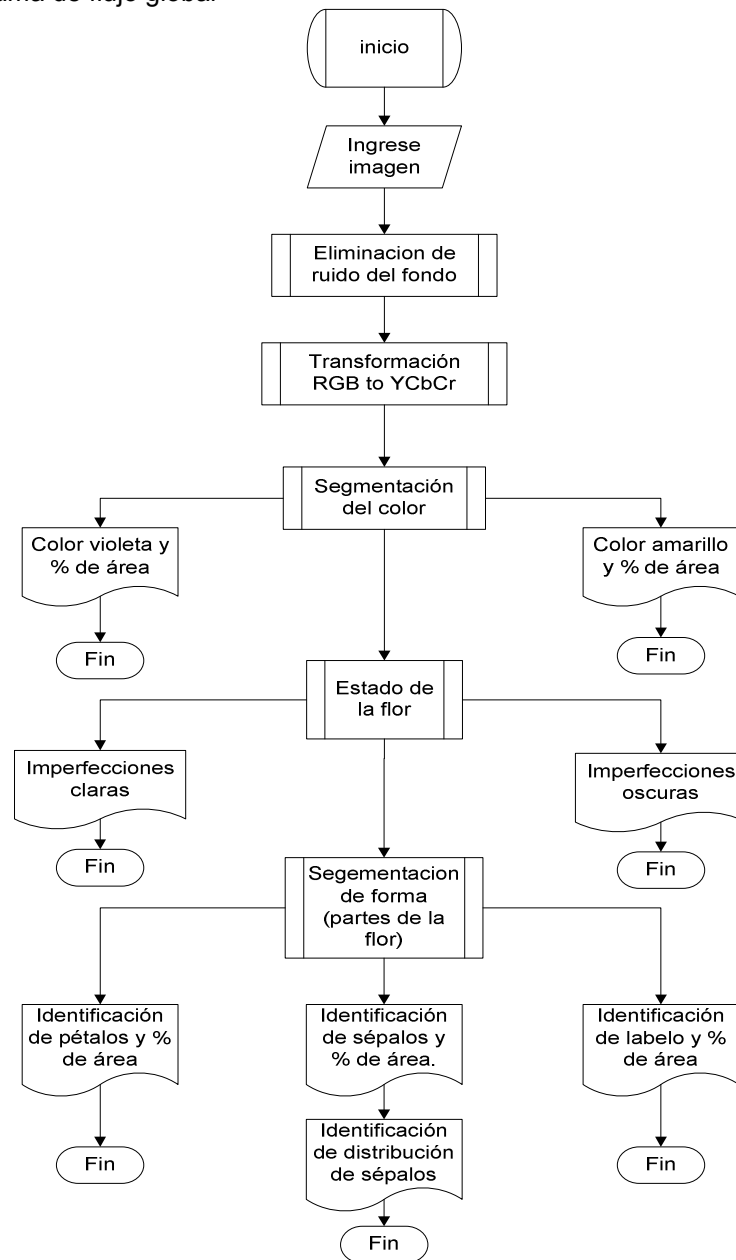 de flujo global
inicio
Ingrese
imagen
Eliminacion de
ruido del fondo
Transformación
RGB to YCbCr
Segmentación
del color
Color violeta y
% de área
Color amarillo
y % de área
Fin
Fin
Estado de
la flor
Imperfecciones
claras
Imperfecciones
oscuras
Fin
Fin
Segementacion
de forma
(partes de la
flor)
Identificación
de pétalos y %
de área
Identificación
de sépalos y
% de área.
Identificación
de labelo y %
de área
Identificación
de distribución
de sépalos
Fin
Fin
Fin